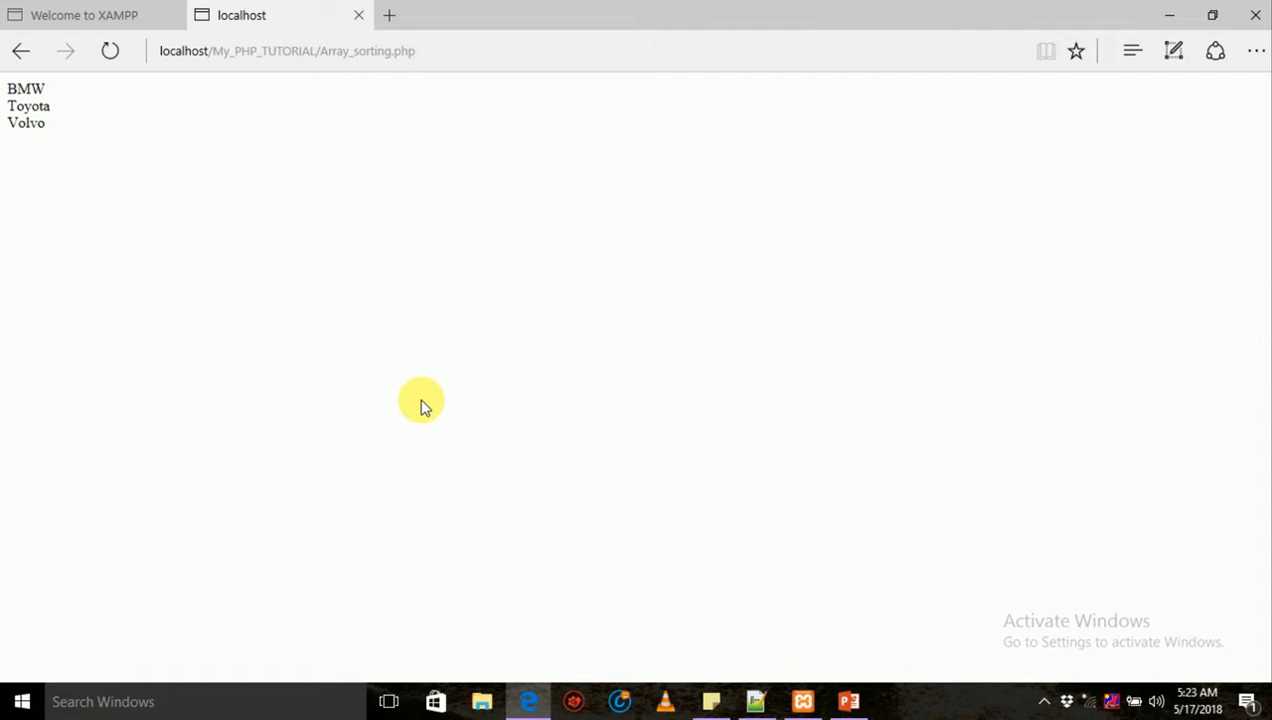 Welcome to XAMPP
localhost
localhost/My_PHP_TUTORIAL/Array_sorting.php
BMW
Toyota
Volvo
Activate Windows
Go to Settings to activate Windows.
Search Windows
5:23 AM
5/17/2018
1